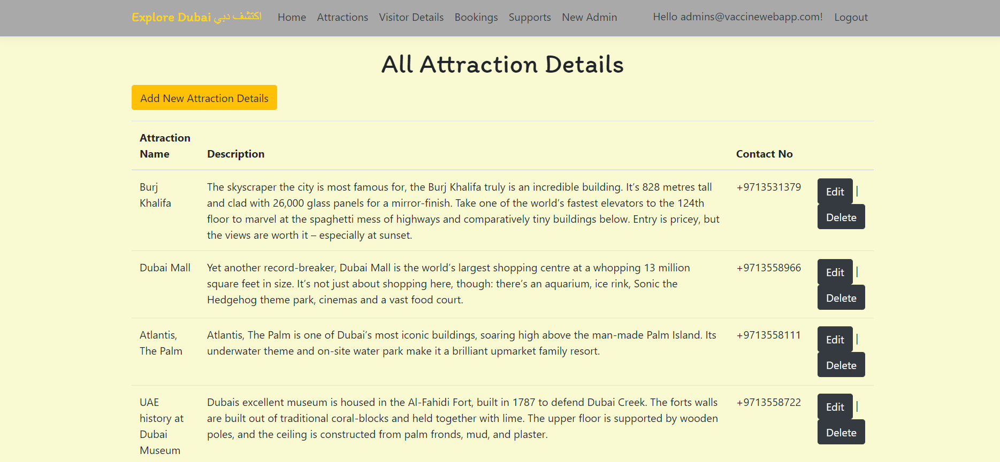 Explore Dubai اكتشف دبي Home Attractions Visitor Details Bookings Supports New Admin Hello admins@vaccinewebapp.com! Logout
All Attraction Details
Add New Attraction Details
Attraction
Name Description Contact No
Burj
Khalifa
The skyscraper the city is most famous for, the Burj Khalifa truly is an incredible building. It’s 828 metres tall
and clad with 26,000 glass panels for a mirror-finish. Take one of the world’s fastest elevators to the 124th
floor to marvel at the spaghetti mess of highways and comparatively tiny buildings below. Entry is pricey, but
the views are worth it – especially at sunset.
+9713531379
Edit |
Delete
Dubai Mall
Yet another record-breaker, Dubai Mall is the world’s largest shopping centre at a whopping 13 million
square feet in size. It’s not just about shopping here, though: there’s an aquarium, ice rink, Sonic the
Hedgehog theme park, cinemas and a vast food court.
+9713558966
Edit |
Delete
Atlantis,
The Palm
Atlantis, The Palm is one of Dubai’s most iconic buildings, soaring high above the man-made Palm Island. Its
underwater theme and on-site water park make it a brilliant upmarket family resort.
+9713558111
Edit |
Delete
UAE
history at
Dubai
Museum
Dubais excellent museum is housed in the Al-Fahidi Fort, built in 1787 to defend Dubai Creek. The forts walls
are built out of traditional coral-blocks and held together with lime. The upper floor is supported by wooden
poles, and the ceiling is constructed from palm fronds, mud, and plaster.
+9713558722
Edit |
Delete